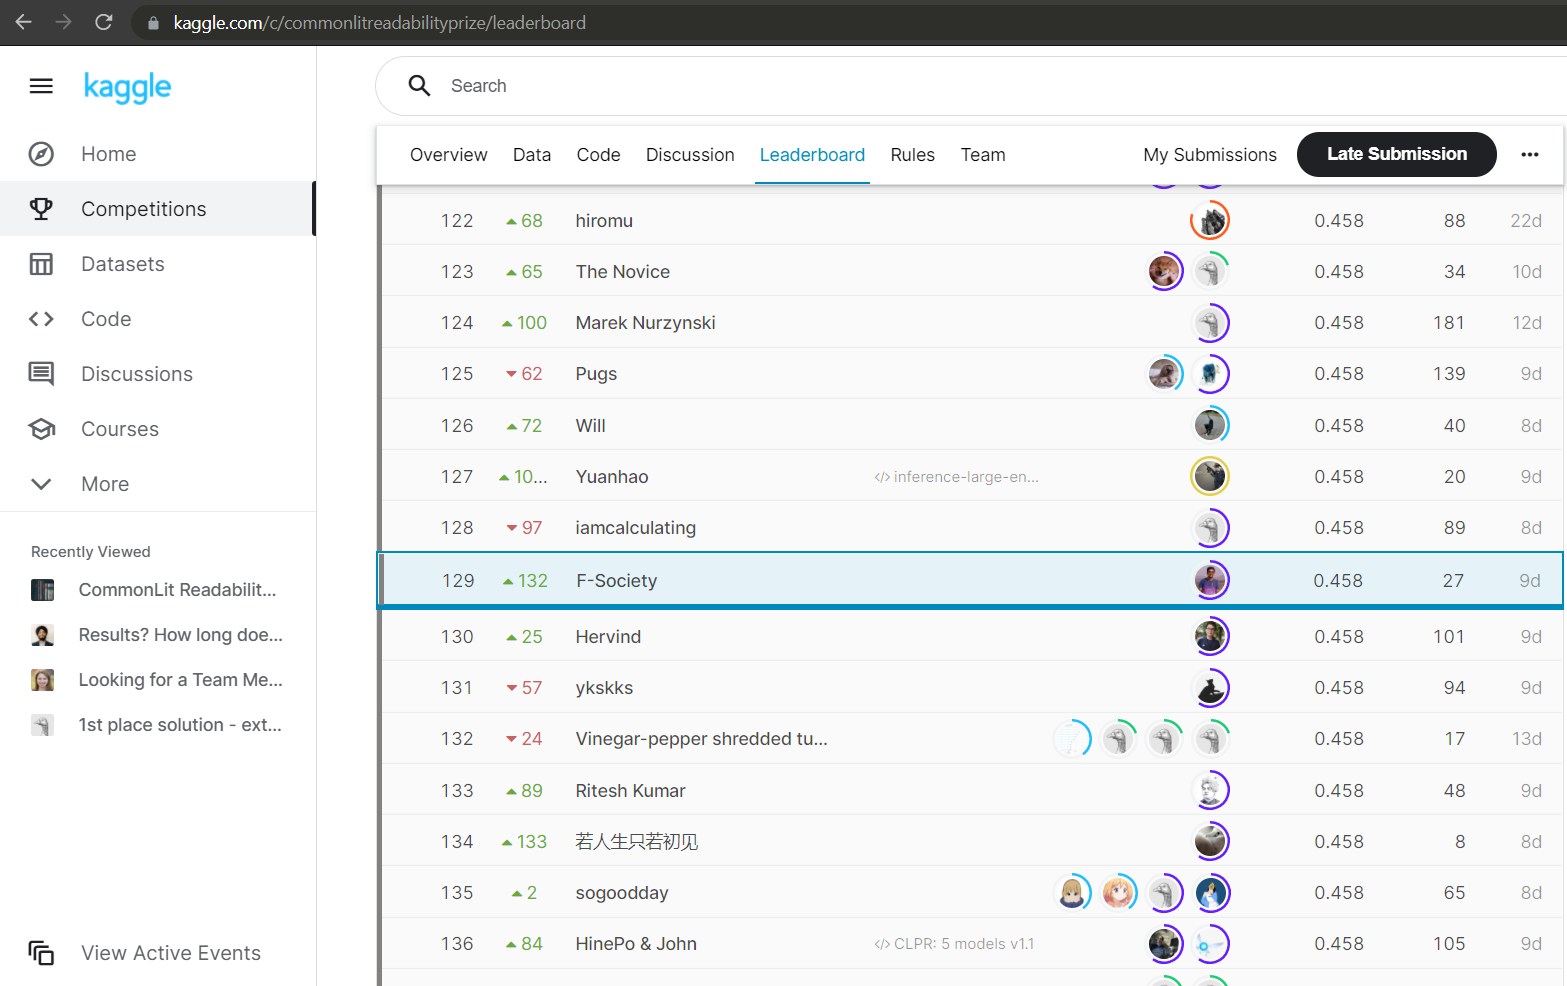 kaggle.com/c/commonlitreadabilityprize/leaderboard
kaggle
Search
Home
Competitions
Datasets
Code
Discussions
Courses
More
Recently Viewed
CommonLit Readabilit...
Results? How long doe...
Looking for a Team Me...
1st place solution - ext...
View Active Events
Overview Data Code Discussion Leaderboard Rules Team My Submissions Late Submission
122 68 hiromu 0.458 88 22d
123 65 The Novice 0.458 34 10d
124 100 Marek Nurzynski 0.458 181 12d
125 62 Pugs 0.458 139 9d
126 72 Will 0.458 40 8d
127 10... Yuanhao </> inference-large-en... 0.458 20 9d
128 97 iamcalculating 0.458 89 8d
129 132 F-Society 0.458 27 9d
130 25 Hervind 0.458 101 9d
131 57 ykskks 0.458 94 9d
132 24 Vinegar-pepper shredded tu... 0.458 17 13d
133 89 Ritesh Kumar 0.458 48 9d
134 133 若人生只若初见 0.458 8 8d
135 2 sogoodday 0.458 65 8d
136 84 HinePo & John </> CLPR: 5 models v1.1 0.458 105 9d